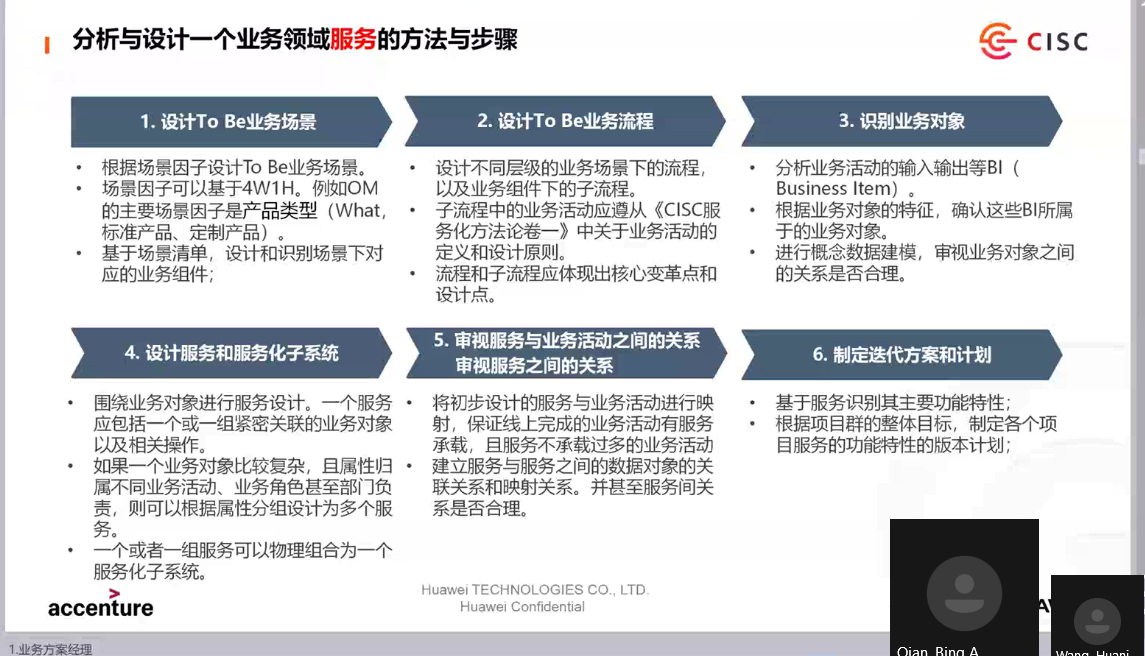 分析与设计一个业务领域服务的方法与步骤
CISC
1. 设计To Be业务场景
• 根据场景因子设计To Be业务场景。
• 场景因子可以基于4W1H。例如OM
的主要场景因子是产品类型（What，
标准产品、定制产品）。
• 基于场景清单，设计和识别场景下对
应的业务组件；
2. 设计To Be业务流程
• 设计不同层级的业务场景下的流程，
以及业务组件下的子流程。
• 子流程中的业务活动应遵从《CISC服
务化方法论卷一》中关于业务活动的
定义和设计原则。
• 流程和子流程应体现出核心变革点和
设计点。
3. 识别业务对象
• 分析业务活动的输入输出等BI（
Business Item）。
• 根据业务对象的特征，确认这些BI所属
于的业务对象。
• 进行概念数据建模，审视业务对象之间
的关系是否合理。
4. 设计服务和服务化子系统
• 围绕业务对象进行服务设计。一个服务
应包括一个或一组紧密关联的业务对象
以及相关操作。
• 如果一个业务对象比较复杂，且属性归
属不同业务活动、业务角色甚至部门负
责，则可以根据属性分组设计为多个服
务。
• 一个或者一组服务可以物理组合为一个
服务化子系统。
5. 审视服务与业务活动之间的关系
审视服务之间的关系
• 将初步设计的服务与业务活动进行映
射，保证线上完成的业务活动有服务
承载，且服务不承载过多的业务活动
• 建立服务与服务之间的数据对象的关
联关系和映射关系。并甚至服务间关
系是否合理。
6. 制定迭代方案和计划
• 基于服务识别其主要功能特性；
• 根据项目群的整体目标，制定各个项
目服务的功能特性的版本计划；
accenture
Huawei TECHNOLOGIES CO., LTD.
Huawei Confidential
Qian, Bing A.
Wang, Huani
1.业务方案经理